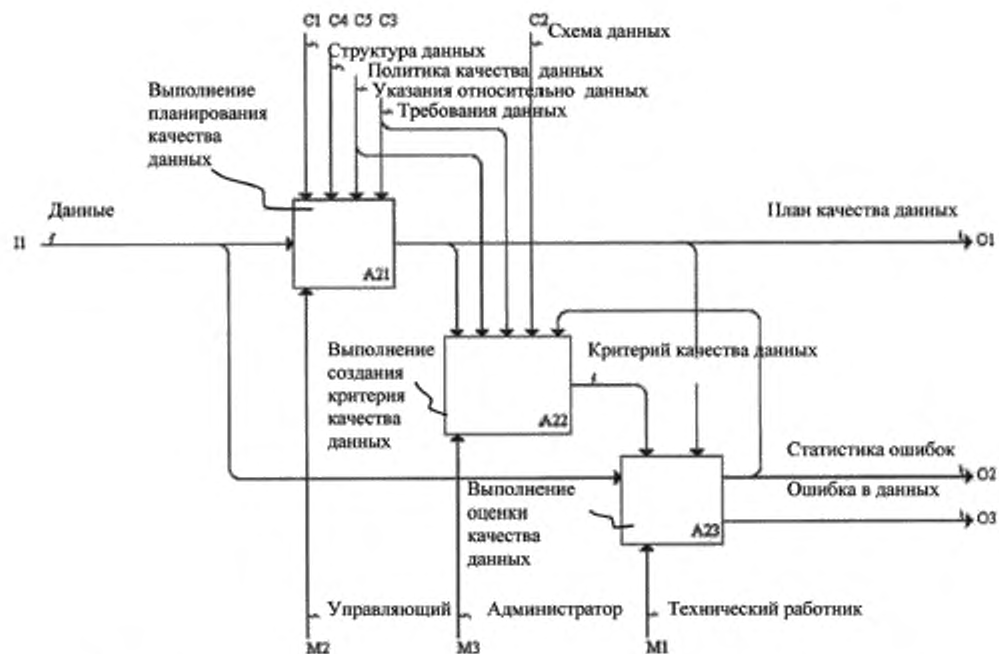 C1 C4 C5 C3
C2
Схема данных
Структура данных
Политика качества данных
Указания относительно данных
Требования данных
Выполнение
планирования
качества
данных
Данные
I1
A21
План качества данных
O1
Выполнение
создания
критерия
качества
данных
A22
Критерий качества данных
Статистика ошибок
O2
Ошибка в данных
O3
Выполнение
оценки
качества
данных
A23
Управляющий
Администратор
Технический работник
M2
M3
M1